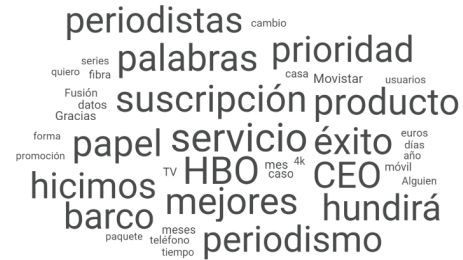 periodistas cambio
palabras prioridad
series
quiero fibra casa Movistar usuarios
Fusión
datos suscripción producto
Gracias
forma papel servicio éxito euros
días
promoción año
TV HBO mes 4k CEO móvil
caso Alguien
hicimos mejores hundirá
barco
paquete meses
teléfono periodismo
tiempo